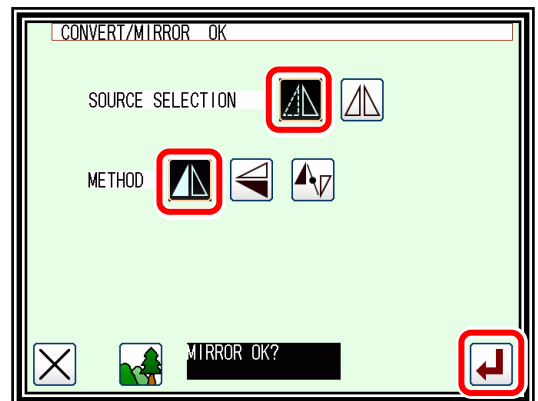 CONVERT/MIRROR OK
SOURCE SELECTION
METHOD
MIRROR OK?